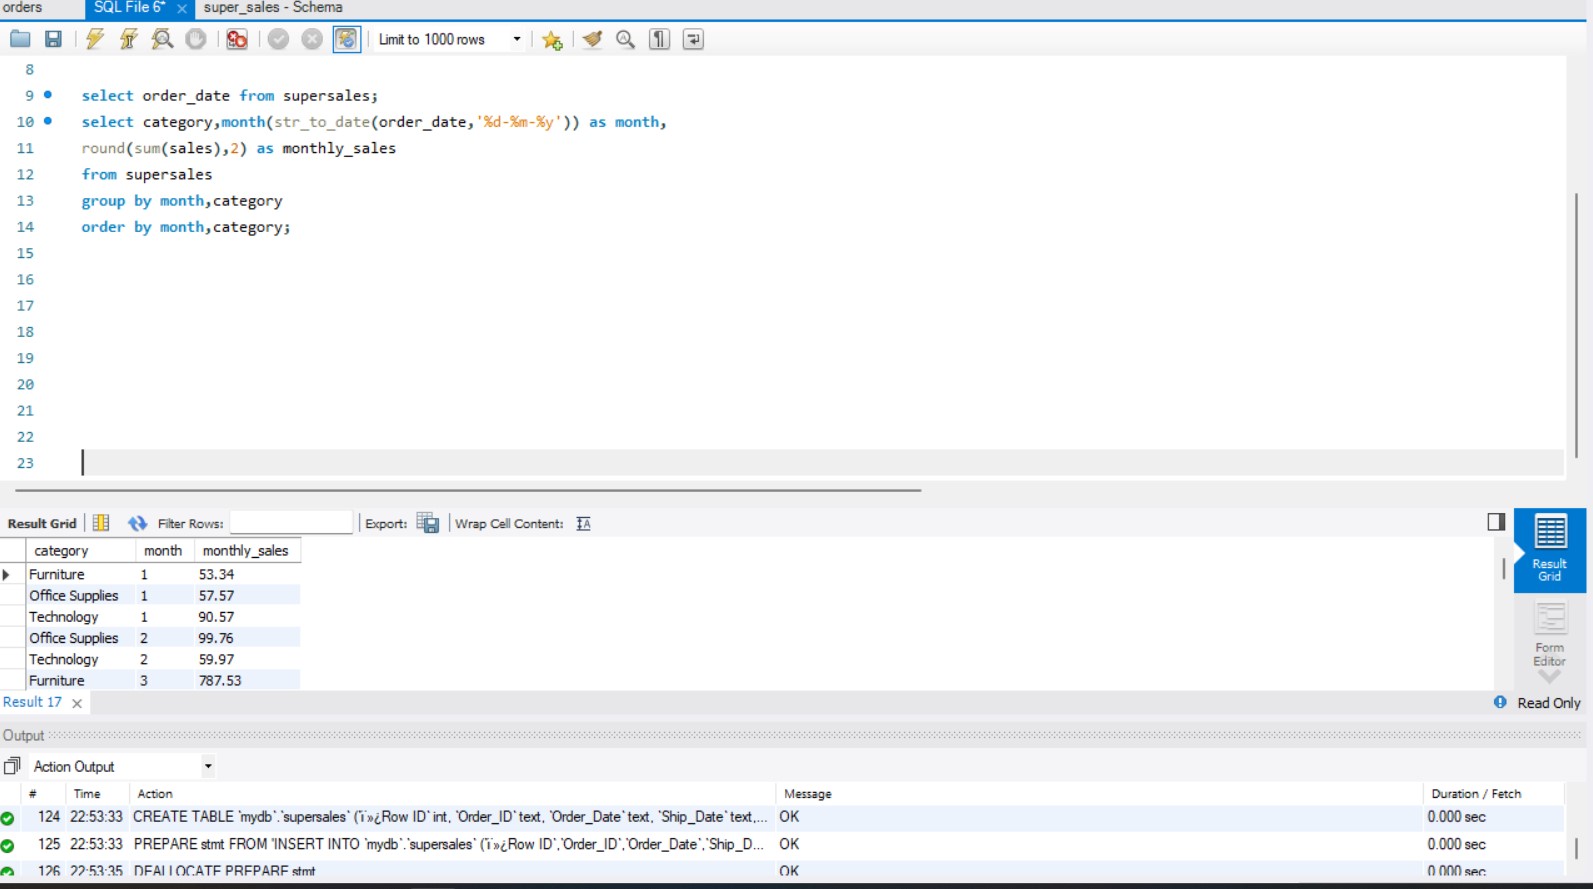 orders SQL File 6* super_sales - Schema
Limit to 1000 rows
8
9 select order_date from supersales;
10 select category,month(str_to_date(order_date,'%d-%m-%y')) as month,
11 round(sum(sales),2) as monthly_sales
12 from supersales
13 group by month,category
14 order by month,category;
15
16
17
18
19
20
21
22
23
Result Grid Filter Rows: Export: Wrap Cell Content:
category month monthly_sales
Furniture 1 53.34
Office Supplies 1 57.57
Technology 1 90.57
Office Supplies 2 99.76
Technology 2 59.97
Furniture 3 787.53
Result Grid
Form Editor
Result 17 Read Only
Output
Action Output
# Time Action Message Duration / Fetch
124 22:53:33 CREATE TABLE `mydb`.`supersales` (`ï»¿Row ID` int, `Order_ID` text, `Order_Date` text, `Ship_Date` text,... OK 0.000 sec
125 22:53:33 PREPARE stmt FROM 'INSERT INTO `mydb`.`supersales` (`ï»¿Row ID`,`Order_ID`,`Order_Date`,`Ship_D... OK 0.000 sec
126 22:53:35 DEALLOCATE PREPARE stmt OK 0.000 sec